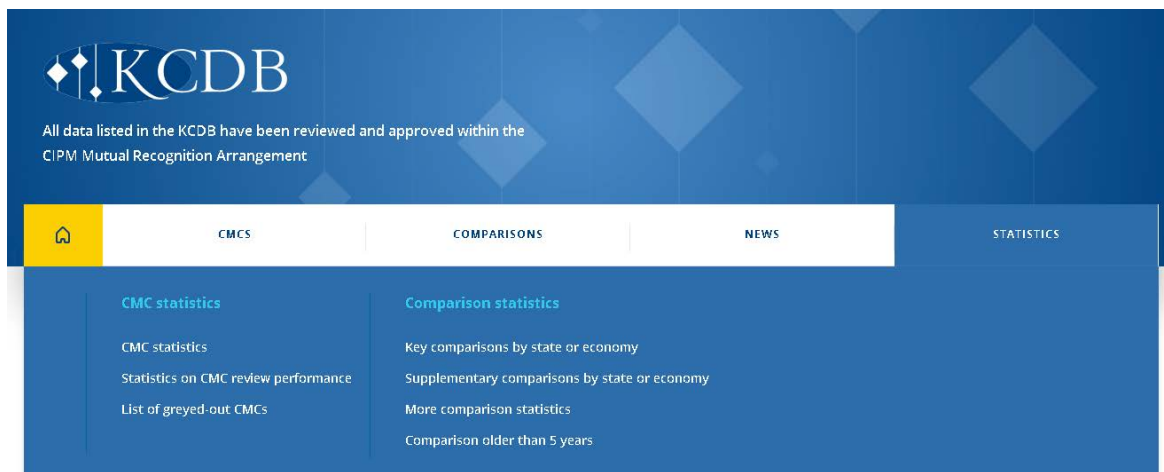 KCDB
All data listed in the KCDB have been reviewed and approved within the
CIPM Mutual Recognition Arrangement
CMCS
COMPARISONS
NEWS
STATISTICS
CMC statistics
CMC statistics
Statistics on CMC review performance
List of greyed-out CMCs
Comparison statistics
Key comparisons by state or economy
Supplementary comparisons by state or economy
More comparison statistics
Comparison older than 5 years